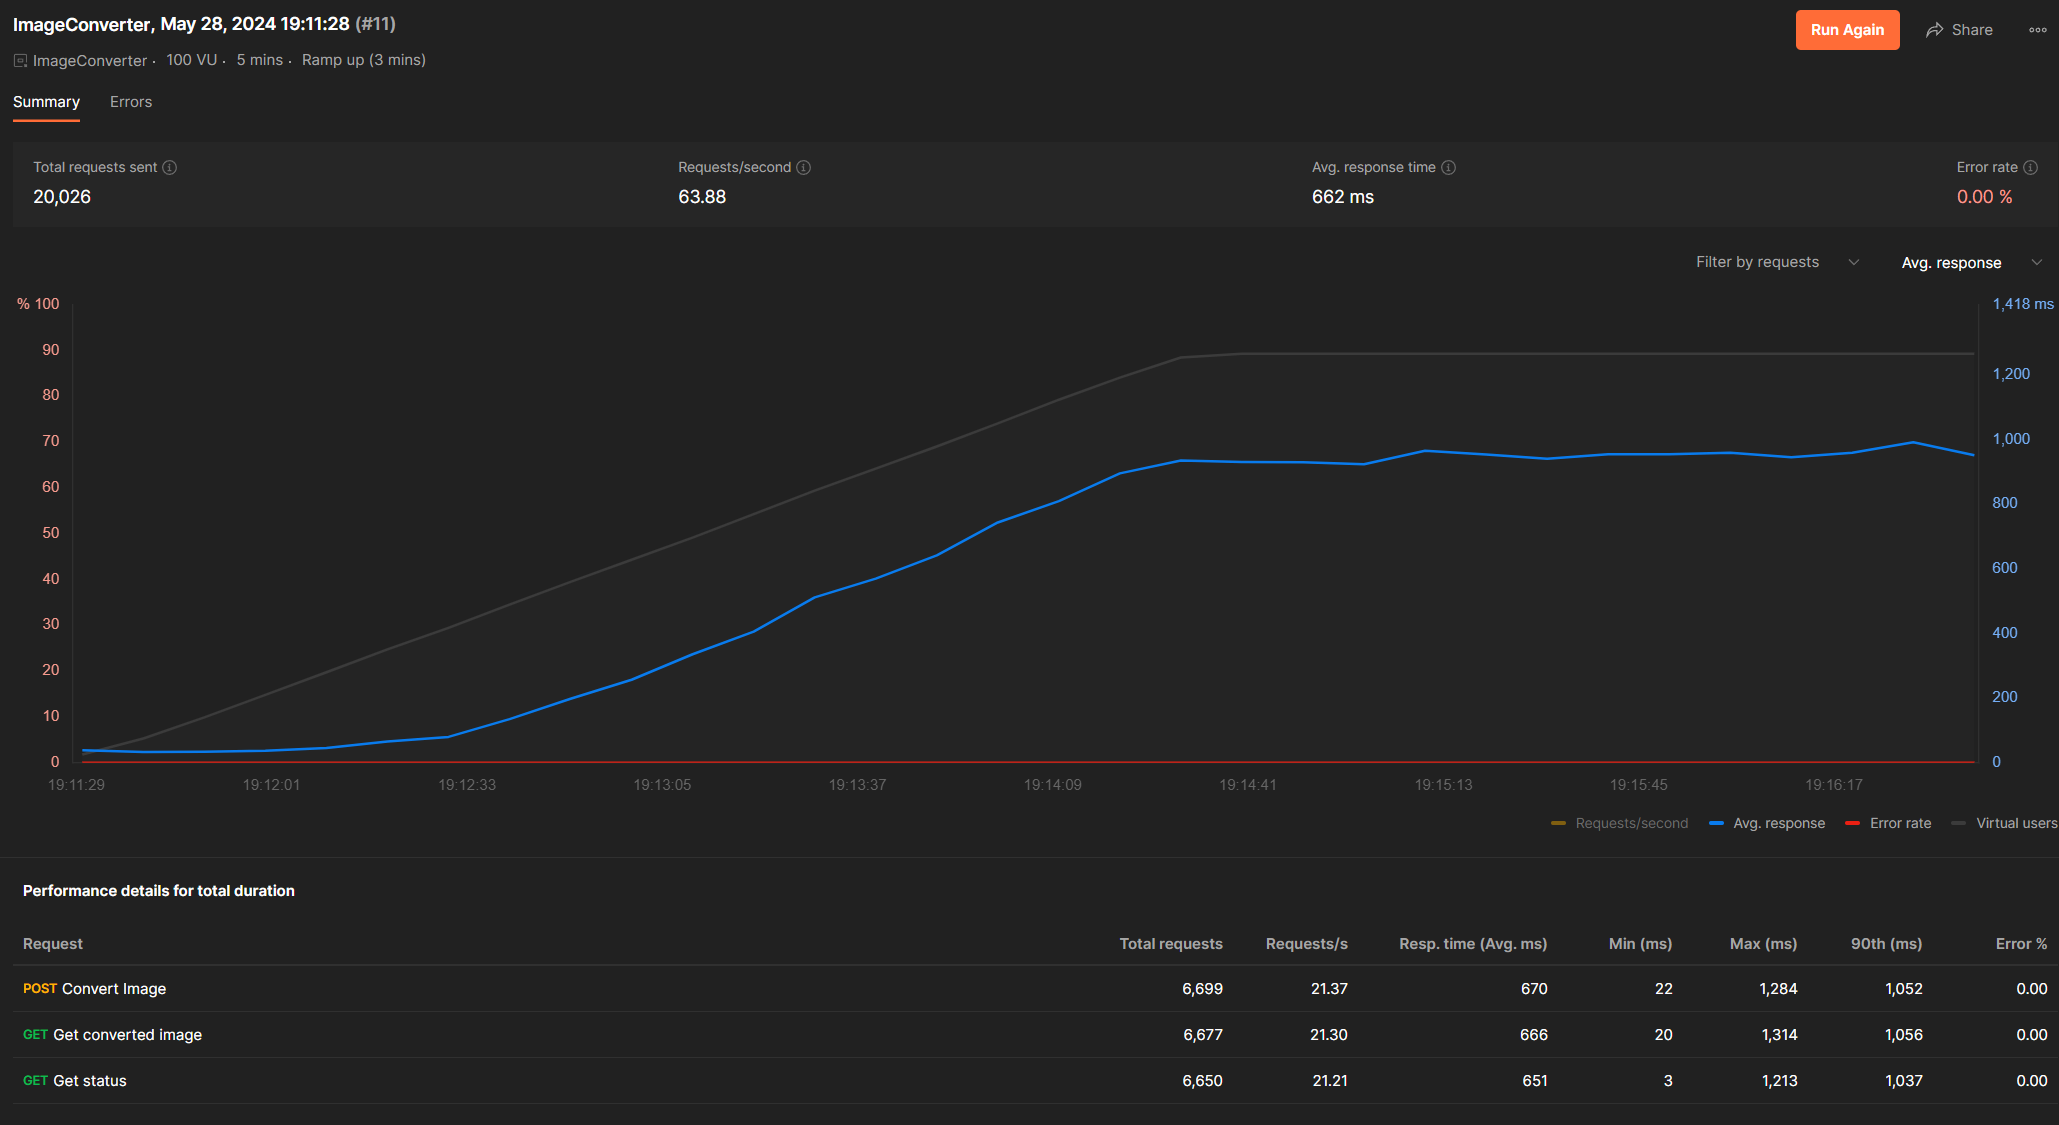 ImageConverter, May 28, 2024 19:11:28 (#11)
Run Again
Share
ImageConverter · 100 VU · 5 mins · Ramp up (3 mins)
Summary Errors
Total requests sent Requests/second Avg. response time Error rate
20,026 63.88 662 ms 0.00 %
Filter by requests Avg. response
% 100 1,418 ms
90
80 1,200
70 1,000
60 800
50
40 600
30 400
20 200
10
0 0
19:11:29 19:12:01 19:12:33 19:13:05 19:13:37 19:14:09 19:14:41 19:15:13 19:15:45 19:16:17
Requests/second Avg. response Error rate Virtual users
Performance details for total duration
Request Total requests Requests/s Resp. time (Avg. ms) Min (ms) Max (ms) 90th (ms) Error %
POST Convert Image 6,699 21.37 670 22 1,284 1,052 0.00
GET Get converted image 6,677 21.30 666 20 1,314 1,056 0.00
GET Get status 6,650 21.21 651 3 1,213 1,037 0.00